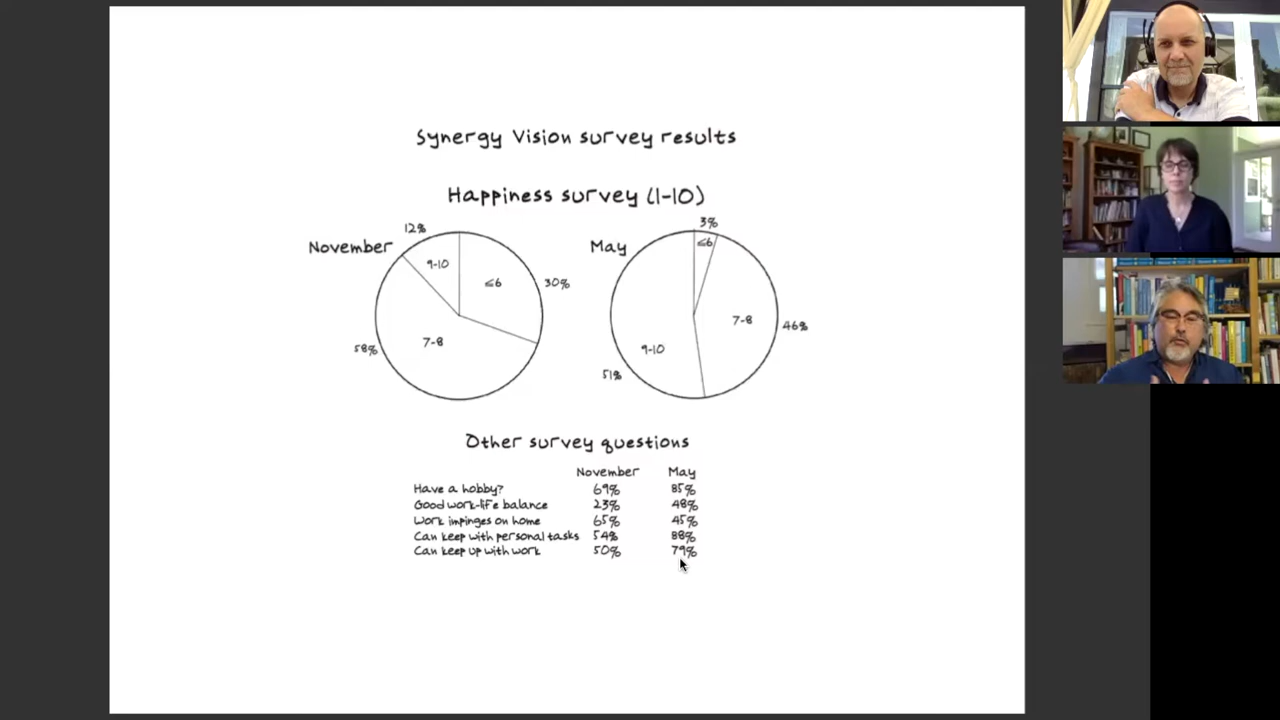 Synergy Vision survey results
Happiness survey (1-10)
November
12%
9-10
≤6
30%
7-8
58%
May
3%
≤6
7-8
46%
9-10
51%
Other survey questions
November May
Have a hobby? 69% 85%
Good work-life balance 23% 48%
Work impinges on home 65% 45%
Can keep with personal tasks 54% 88%
Can keep up with work 50% 79%